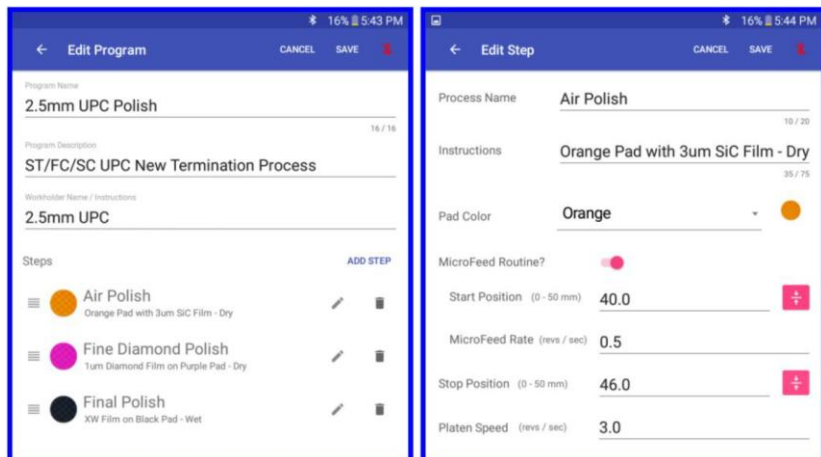 16% 5:43 PM
Edit Program
CANCEL
SAVE
Program Name
2.5mm UPC Polish
16 / 16
Program Description
ST/FC/SC UPC New Termination Process
Workholder Name / Instructions
2.5mm UPC
Steps
ADD STEP
Air Polish
Orange Pad with 3um SiC Film - Dry
Fine Diamond Polish
1um Diamond Film on Purple Pad - Dry
Final Polish
XW Film on Black Pad - Wet
16% 5:44 PM
Edit Step
CANCEL
SAVE
Process Name
Air Polish
10 / 20
Instructions
Orange Pad with 3um SiC Film - Dry
35 / 75
Pad Color
Orange
MicroFeed Routine?
Start Position (0 - 50 mm) 40.0
MicroFeed Rate (revs / sec) 0.5
Stop Position (0 - 50 mm) 46.0
Platen Speed (revs / sec) 3.0